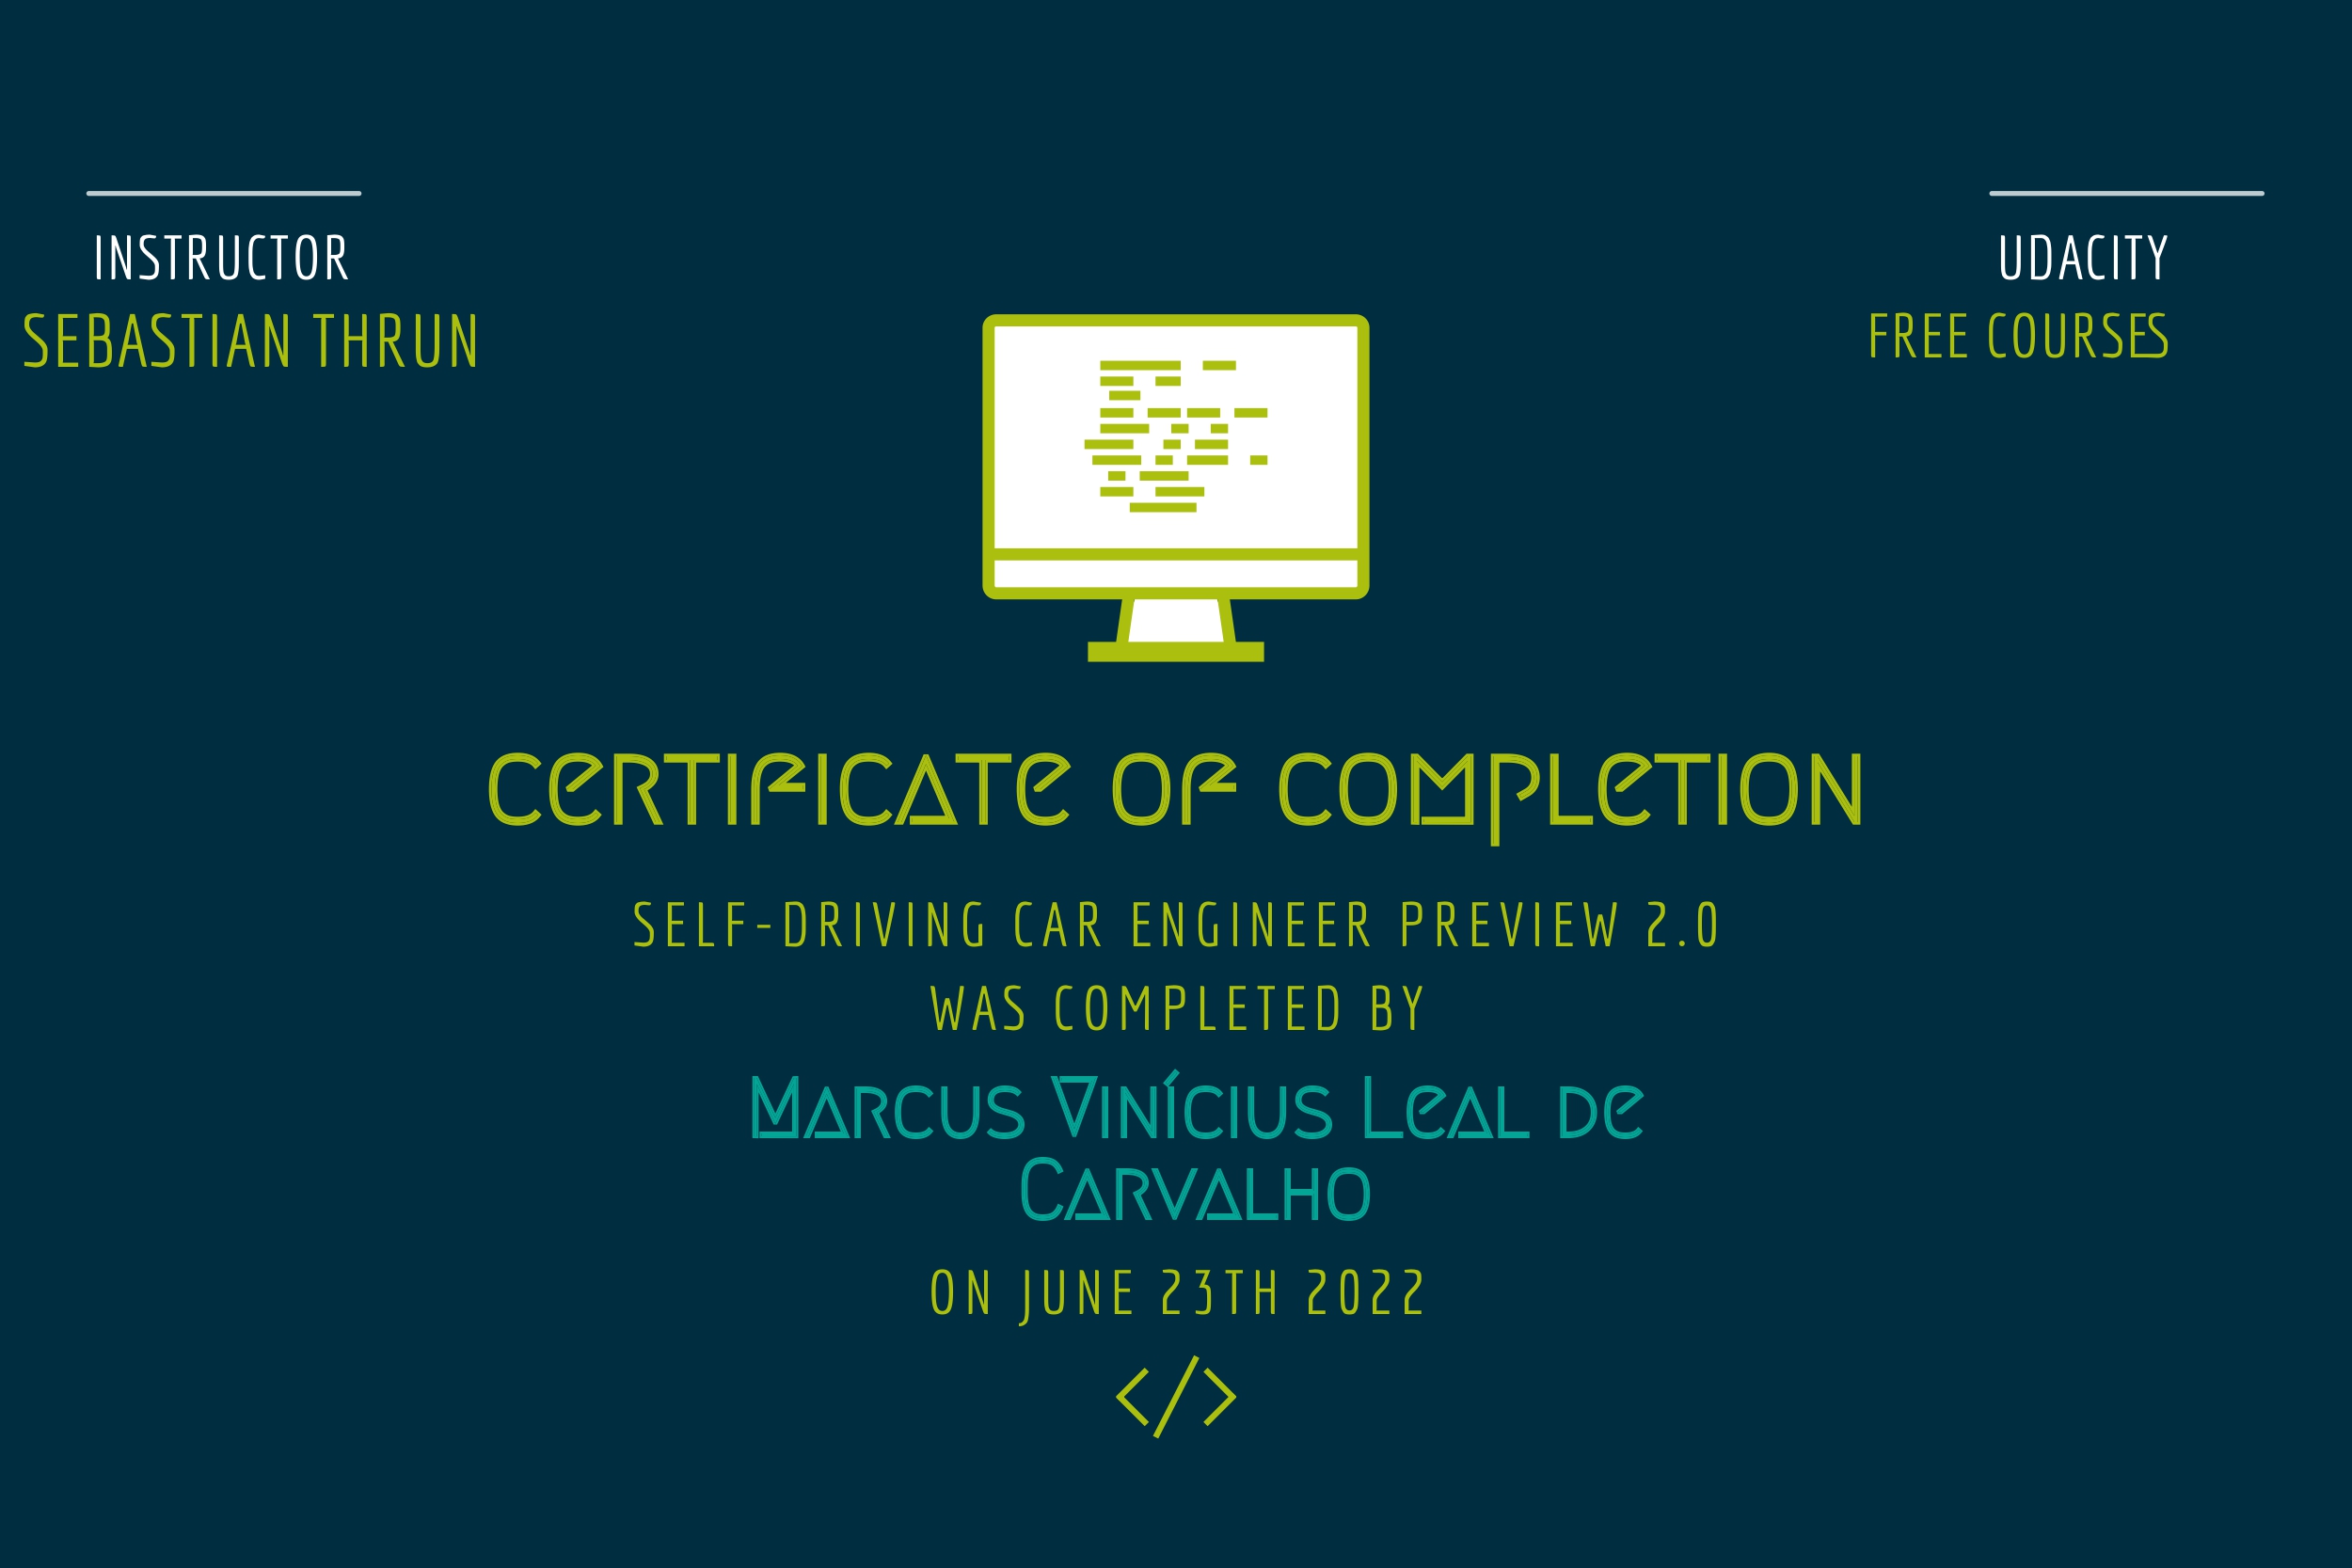 INSTRUCTOR
SEBASTIAN THRUN
UDACITY
FREE COURSES
CERTIFICATE OF COMPLETION
SELF-DRIVING CAR ENGINEER PREVIEW 2.0
WAS COMPLETED BY
Marcus Vinícius Leal de
Carvalho
ON JUNE 23TH 2022
</>